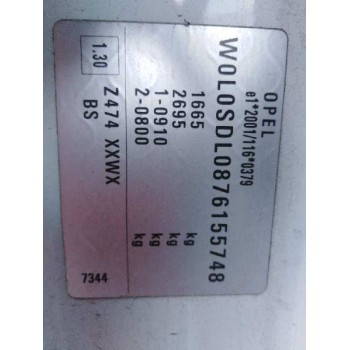 OPEL
e1*2001/116*0379
W0L0SDL0876155748
1665 kg
2695 kg
1-0910 kg
2-0800 kg
1.30 Z474 XXWX
BS
7344